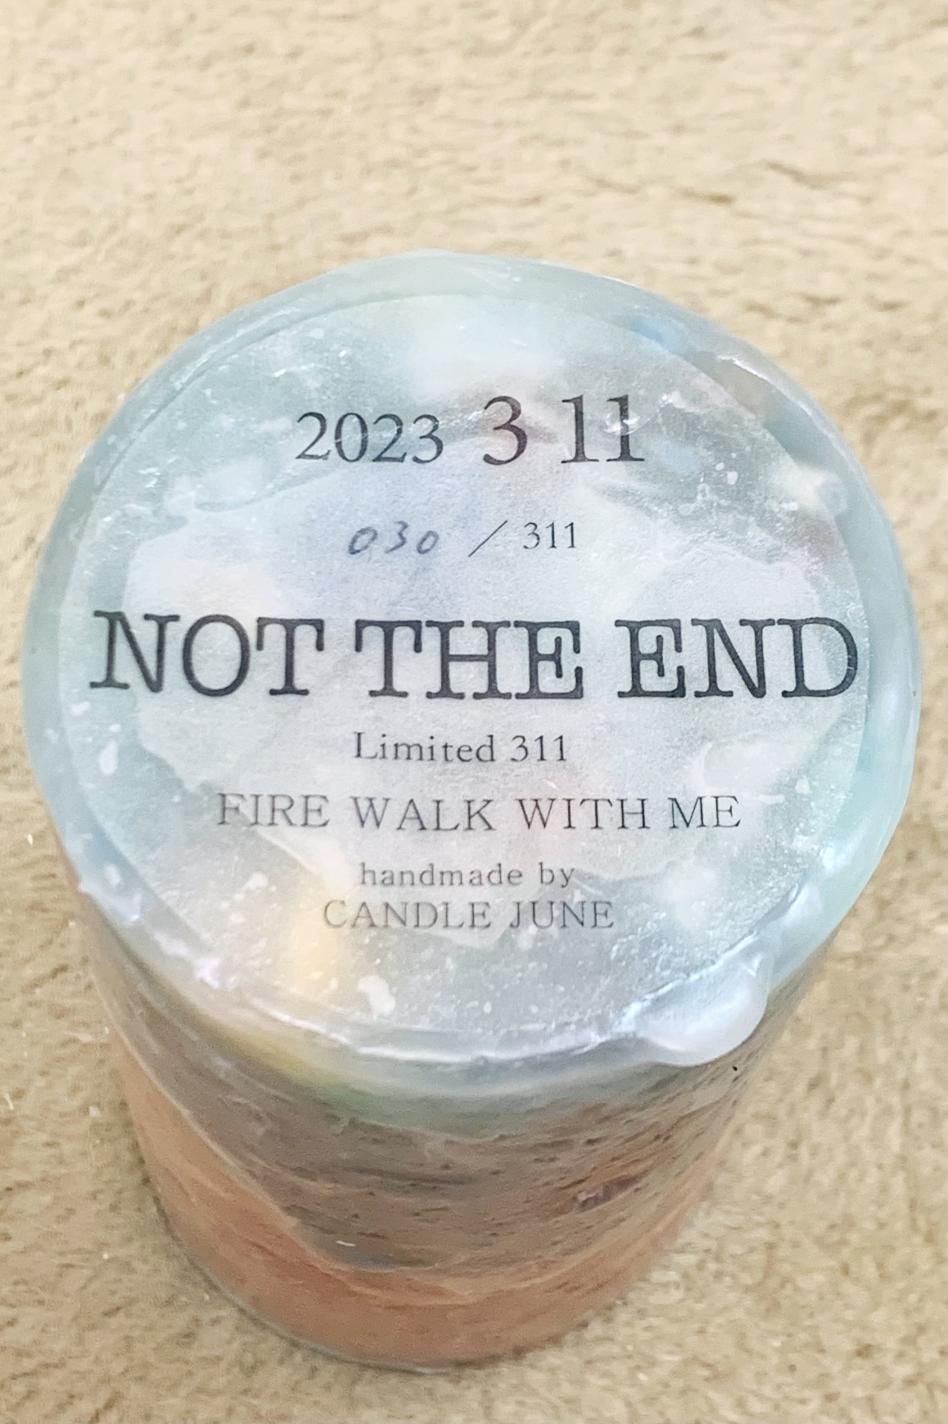 2023 3 11
030 / 311
NOT THE END
Limited 311
FIRE WALK WITH ME
handmade by
CANDLE JUNE